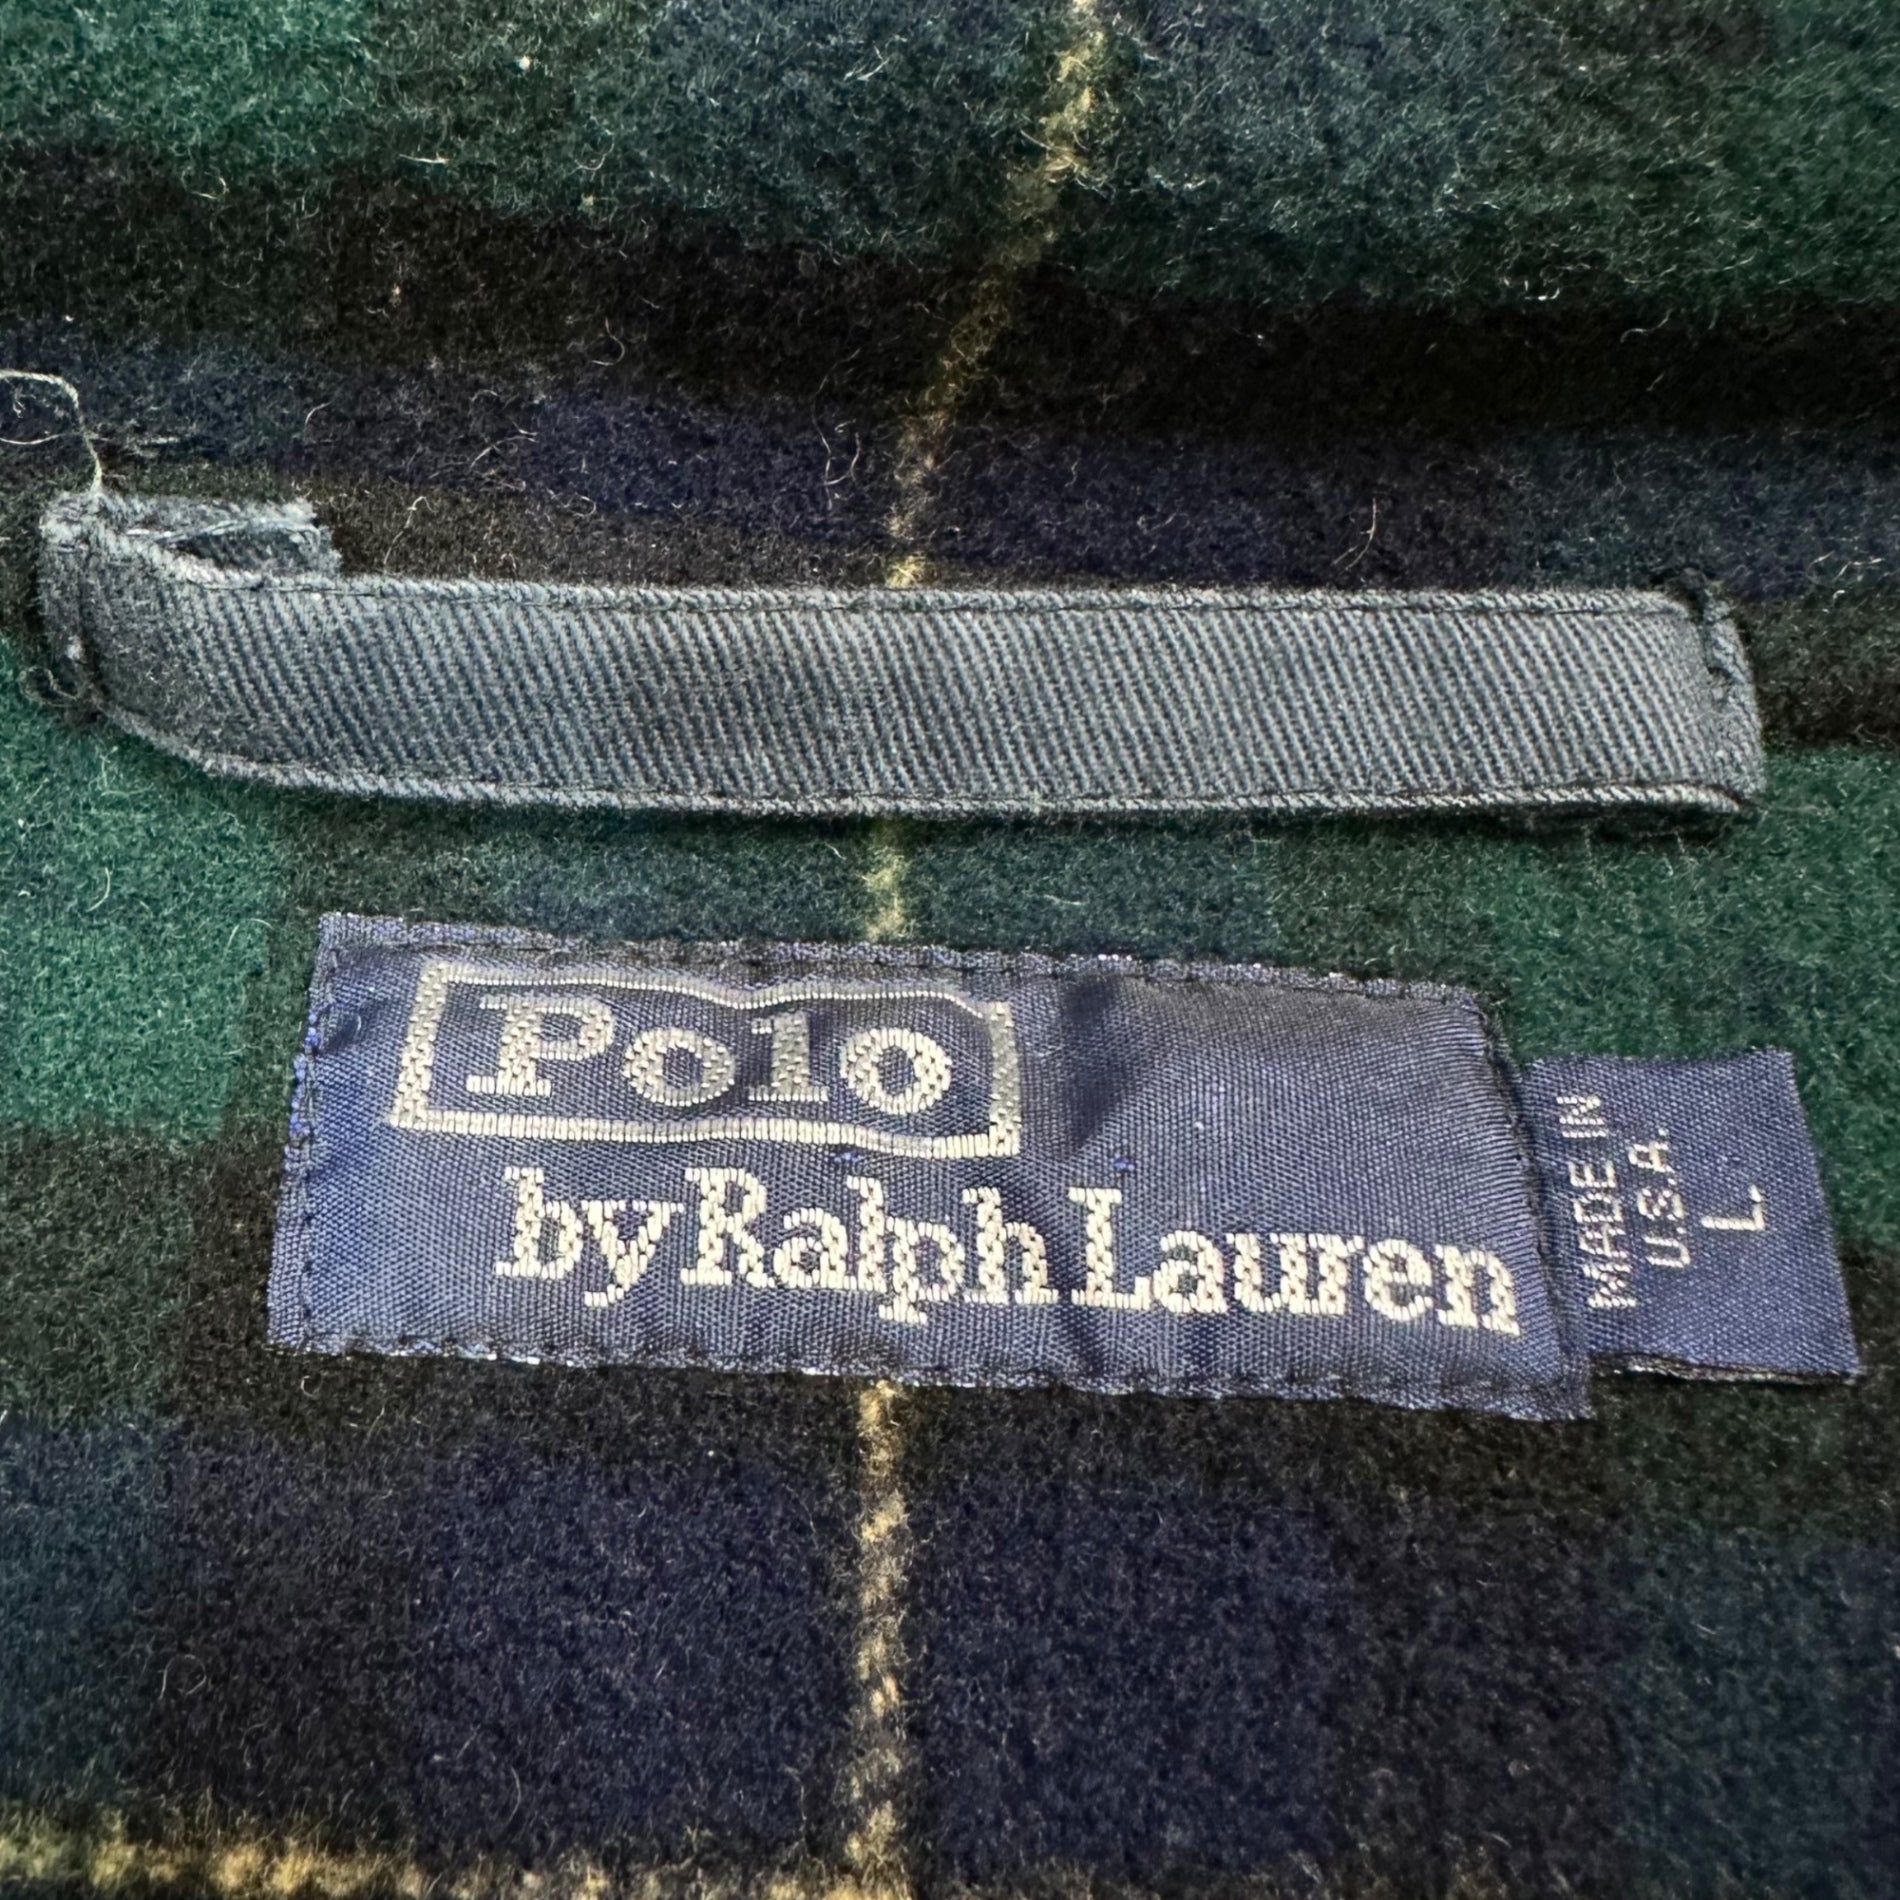 Polo
by Ralph Lauren
MADE IN
U.S.A.
L